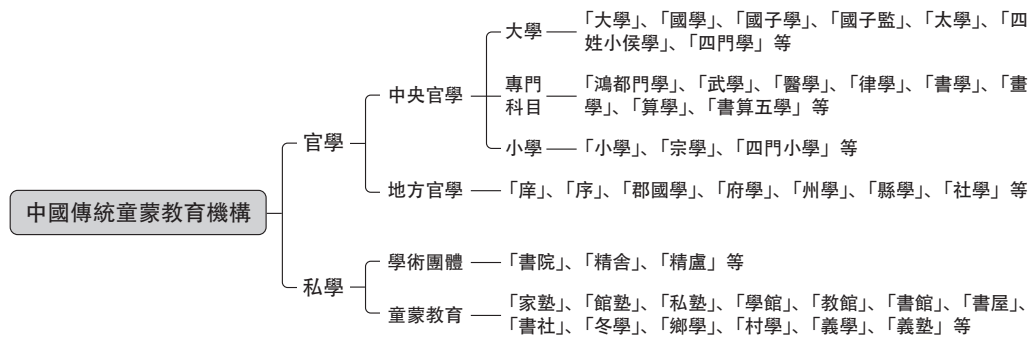 中國傳統童蒙教育機構
官學
中央官學
大學
「大學」、「國學」、「國子學」、「國子監」、「太學」、「四
姓小侯學」、「四門學」等
專門
科目
「鴻都門學」、「武學」、「醫學」、「律學」、「書學」、「畫
學」、「算學」、「書算五學」等
小學
「小學」、「宗學」、「四門小學」等
地方官學
「庠」、「序」、「郡國學」、「府學」、「州學」、「縣學」、「社學」等
私學
學術團體
「書院」、「精舍」、「精盧」等
童蒙教育
「家塾」、「館塾」、「私塾」、「學館」、「教館」、「書館」、「書屋」、
「書社」、「冬學」、「鄉學」、「村學」、「義學」、「義塾」等